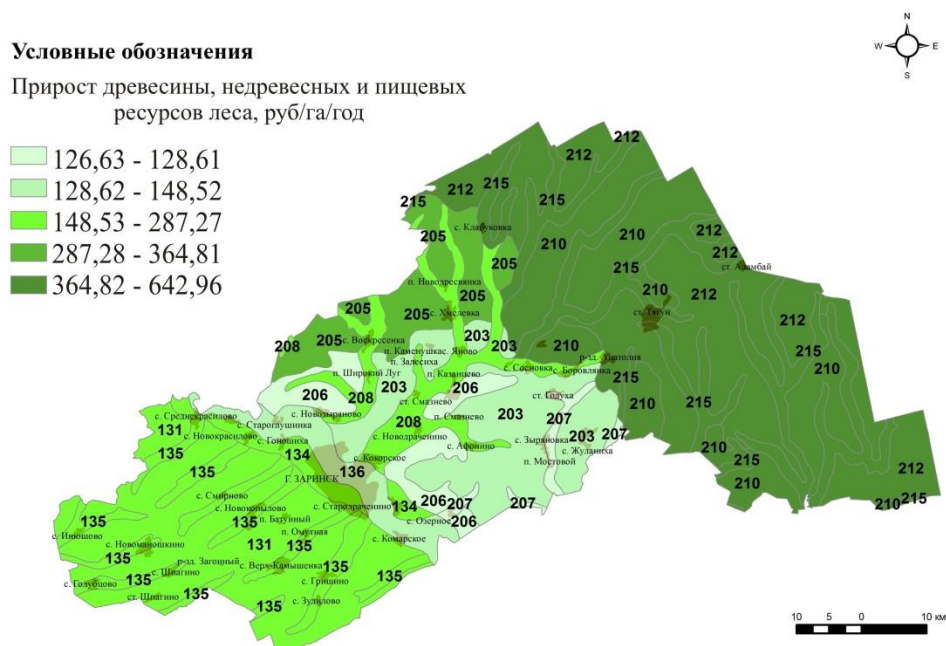 N
W E
S
Условные обозначения
Прирост древесины, недревесных и пищевых
ресурсов леса, руб/га/год
126,63 - 128,61
128,62 - 148,52
148,53 - 287,27
287,28 - 364,81
364,82 - 642,96
212
212
212 215
215
215
с. Клабуковка
205
210
210
212
205
212
215
ст. Аламбай
п. Новодресвянка
205
210
212
205
205 с. Хмелевка
ст. Тягун
212
208
205 с. Воскресенка
203
п. Каменушка с. Яново
203
210
215
п. Залесиха
с. Сосновка
с. Боровлянка
210
п. Широкий Луг
п. Казанцево
215
203
206
206
208
ст. Смазнево
ст. Голуха
210
215
с. Среднекрасилово
с. Новозыряново
п. Смазнево
203
207
131
с. Староглушинка
208
с. Новокрасилово
с. Гоношиха
с. Новодраченино
с. Зыряновка
203
207
с. Афонино
с. Жуланиха
135
134
210
с. Кокорское
п. Мостовой
215
135
136
212
Г. ЗАРИНСК
210
с. Смирново
с. Стародраченино
134
206
207
207
210
215
с. Новокопылово
135
п. Батунный
с. Озерное
206
135
с. Инюшово
п. Омутная
с. Комарское
с. Новоманошкино
131
135
135
р-зд. Загонный
с. Верх-Камышенка
135
135
с. Голубцово
135
с. Шпагино
с. Гришино
ст. Шпагино
135
135
с. Зудилово
10 5 0 10 км